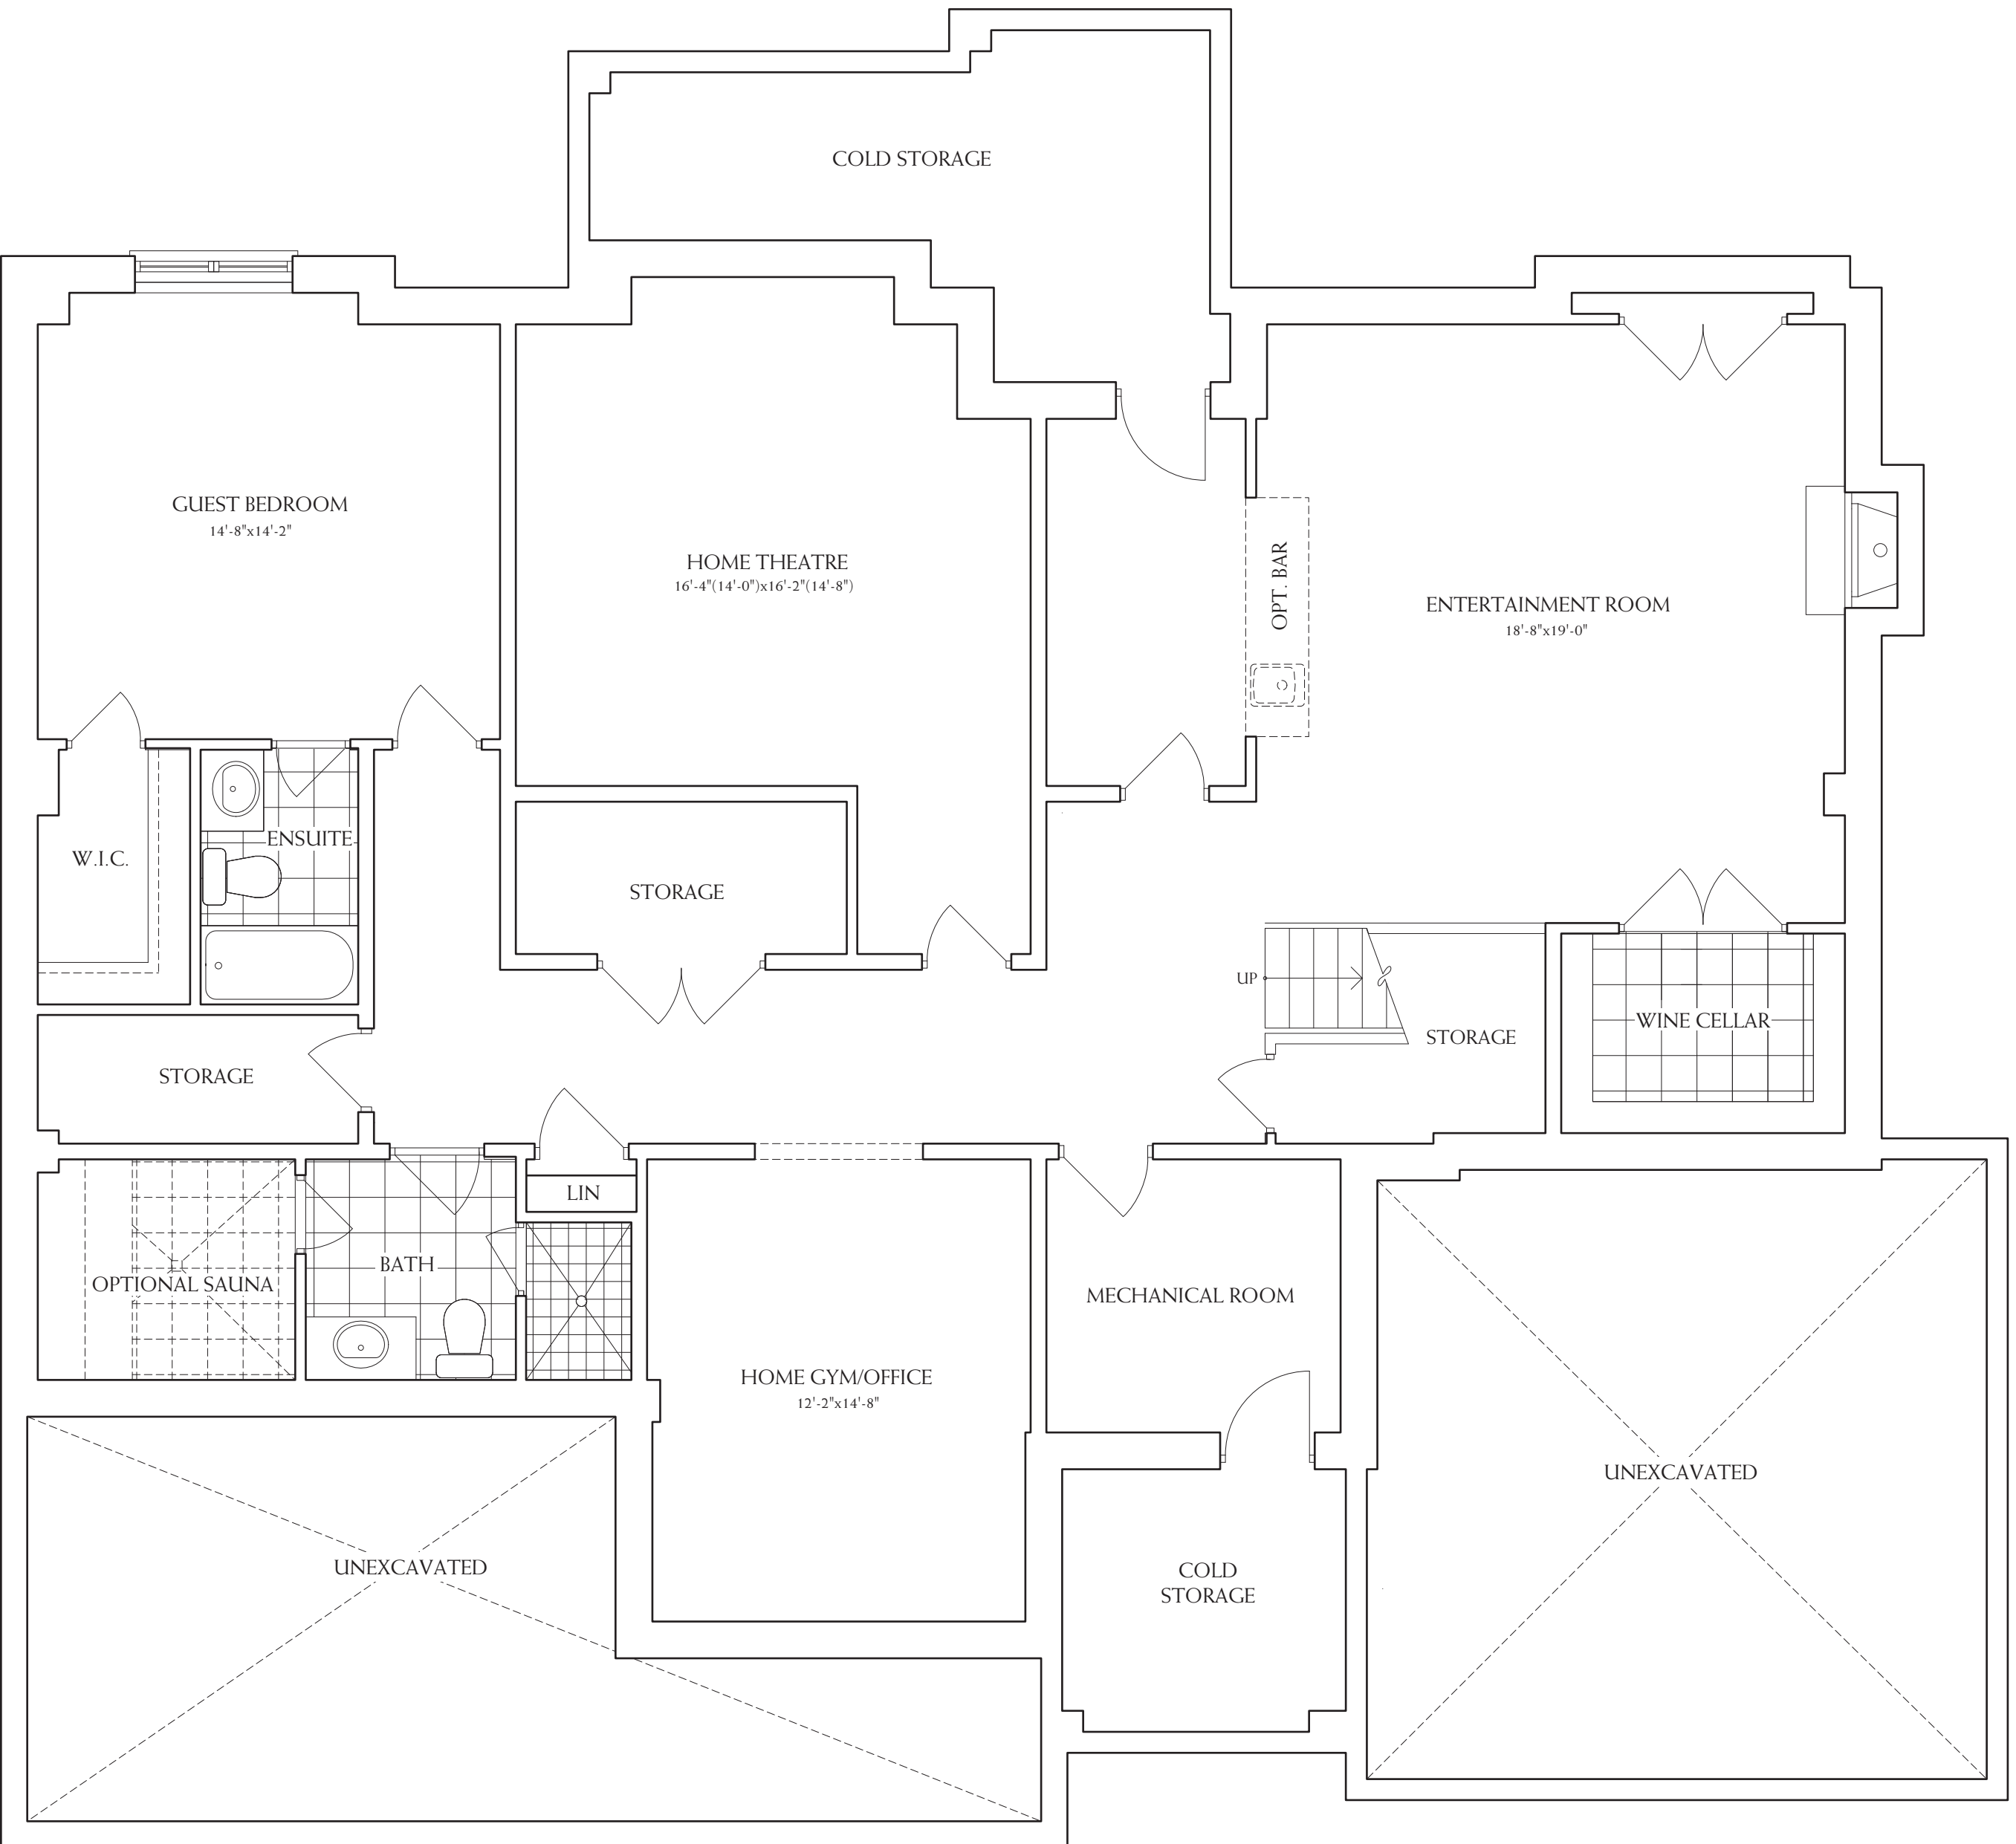 COLD STORAGE
GUEST BEDROOM
14'-8"x14'-2"
HOME THEATRE
16'-4"(14'-0")x16'-2"(14'-8")
OPT. BAR
ENTERTAINMENT ROOM
18'-8"x19'-0"
W.I.C.
ENSUITE
STORAGE
UP
STORAGE
WINE CELLAR
STORAGE
LIN
OPTIONAL SAUNA
BATH
MECHANICAL ROOM
HOME GYM/OFFICE
12'-2"x14'-8"
UNEXCAVATED
UNEXCAVATED
COLD
STORAGE